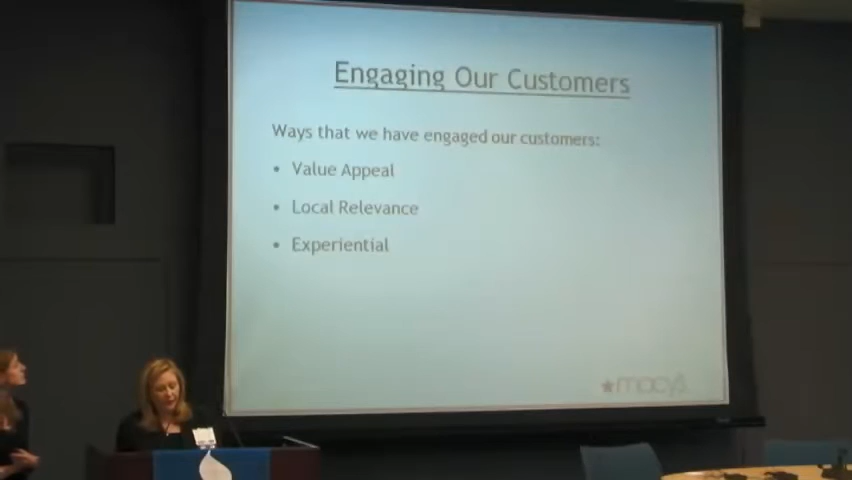 Engaging Our Customers
Ways that we have engaged our customers:
• Value Appeal
• Local Relevance
• Experiential
★macy's